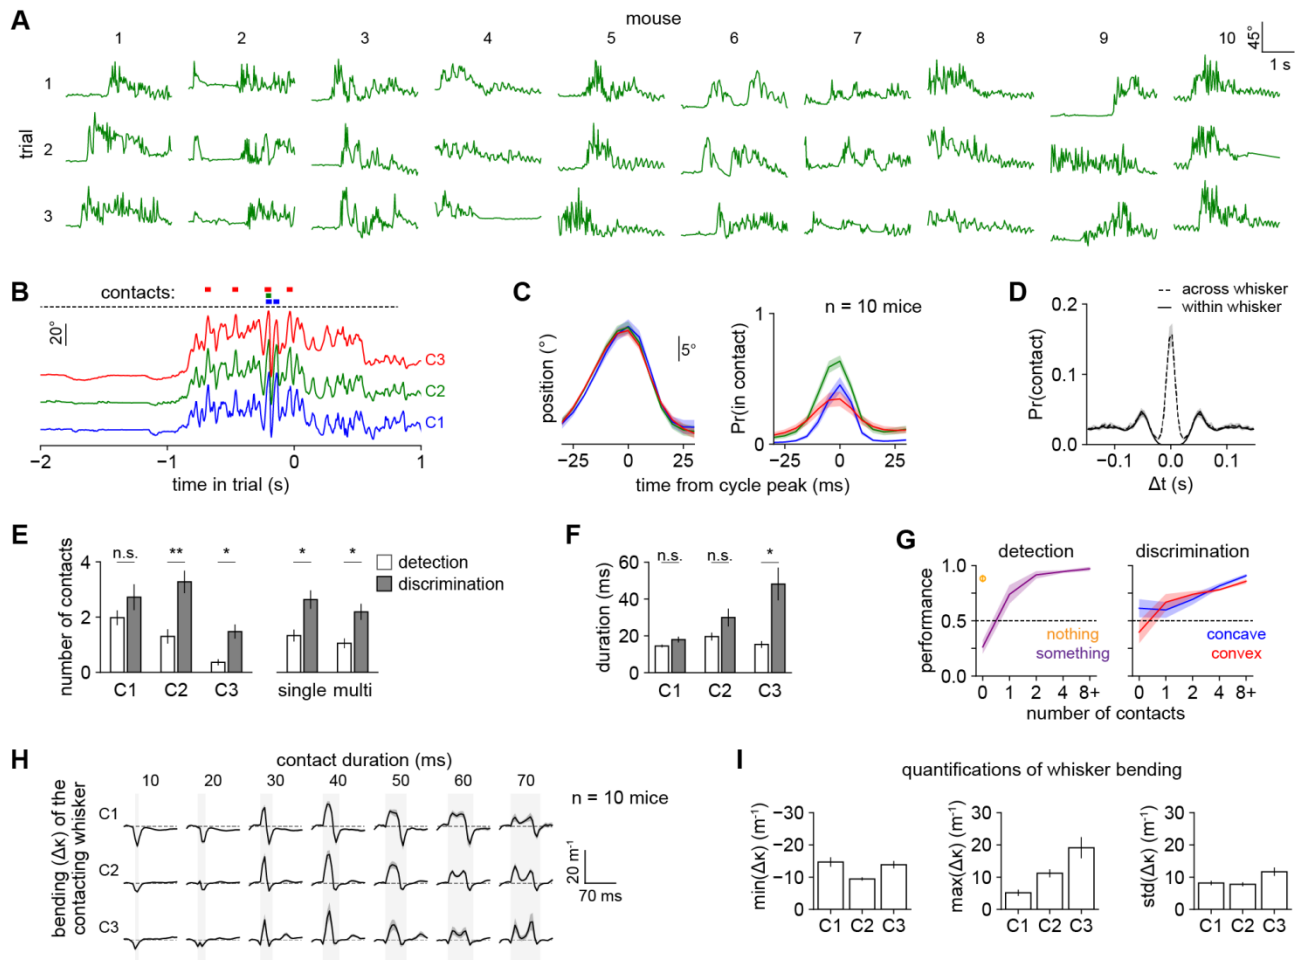 A
mouse
1 2 3 4 5 6 7 8 9 10
45°
1 s
trial
1
2
3
B
contacts:
20°
C3
C2
C1
−2 −1 0 1
time in trial (s)
C
n = 10 mice
position (°)
5°
−25 0 25
Pr(in contact)
1
0
−25 0 25
time from cycle peak (ms)
D
across whisker
within whisker
Pr(contact)
0.2
0.1
0.0
−0.1 0.0 0.1
Δt (s)
E
number of contacts
4
2
0
n.s. ** * * *
detection
discrimination
C1 C2 C3 single multi
F
duration (ms)
60
40
20
0
n.s. n.s. *
C1 C2 C3
G
detection discrimination
performance
1.0
0.5
0.0
nothing
something
concave
convex
0 1 2 4 8+ 0 1 2 4 8+
number of contacts
H
contact duration (ms)
10 20 30 40 50 60 70
bending (Δκ) of the
contacting whisker
C1
C2
C3
n = 10 mice
20 m⁻¹
70 ms
I
quantifications of whisker bending
min(Δκ) (m⁻¹)
−30
−20
−10
0
C1 C2 C3
max(Δκ) (m⁻¹)
30
20
10
0
C1 C2 C3
std(Δκ) (m⁻¹)
30
20
10
0
C1 C2 C3